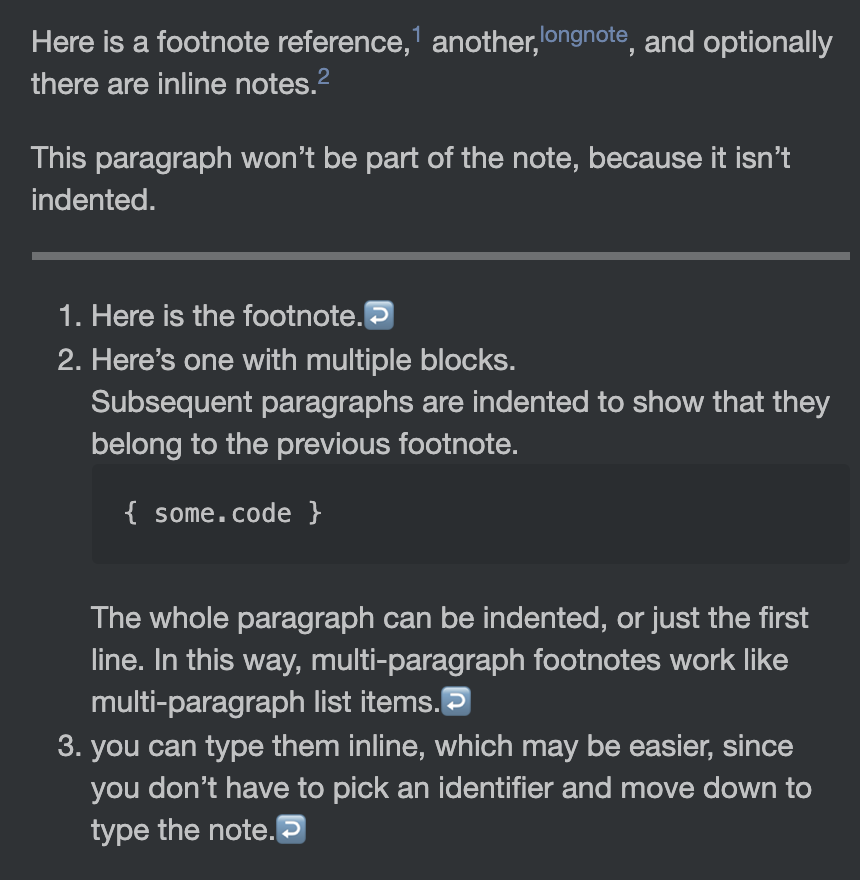 Here is a footnote reference,1 another,longnote, and optionally
there are inline notes.2
This paragraph won’t be part of the note, because it isn’t
indented.
1. Here is the footnote.↩️
2. Here’s one with multiple blocks.
Subsequent paragraphs are indented to show that they
belong to the previous footnote.
{ some.code }
The whole paragraph can be indented, or just the first
line. In this way, multi-paragraph footnotes work like
multi-paragraph list items.↩️
3. you can type them inline, which may be easier, since
you don’t have to pick an identifier and move down to
type the note.↩️